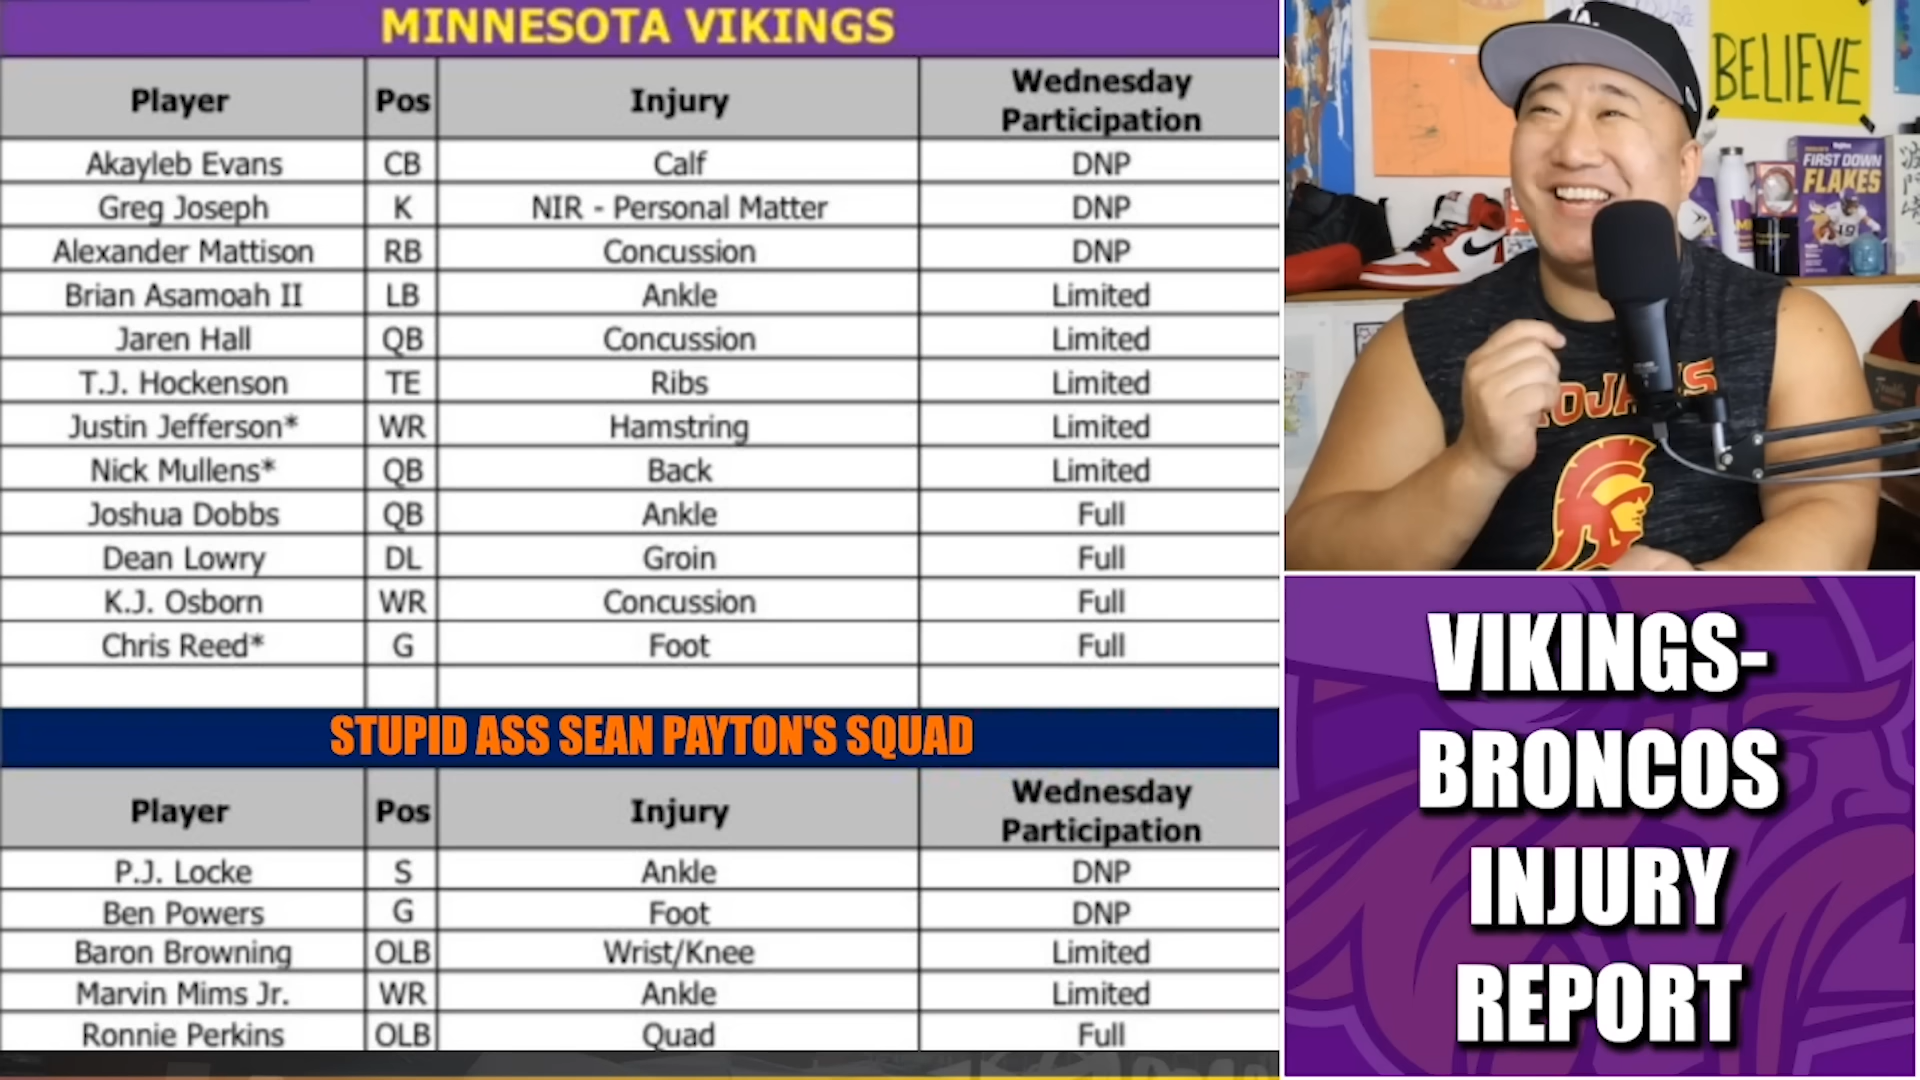 MINNESOTA VIKINGS
Player Pos Injury Wednesday Participation
Akayleb Evans CB Calf DNP
Greg Joseph K NIR - Personal Matter DNP
Alexander Mattison RB Concussion DNP
Brian Asamoah II LB Ankle Limited
Jaren Hall QB Concussion Limited
T.J. Hockenson TE Ribs Limited
Justin Jefferson* WR Hamstring Limited
Nick Mullens* QB Back Limited
Joshua Dobbs QB Ankle Full
Dean Lowry DL Groin Full
K.J. Osborn WR Concussion Full
Chris Reed* G Foot Full
STUPID ASS SEAN PAYTON'S SQUAD
Player Pos Injury Wednesday Participation
P.J. Locke S Ankle DNP
Ben Powers G Foot DNP
Baron Browning OLB Wrist/Knee Limited
Marvin Mims Jr. WR Ankle Limited
Ronnie Perkins OLB Quad Full
BELIEVE
FIRST DOWN
FLAKES
VIKINGS-
BRONCOS
INJURY
REPORT